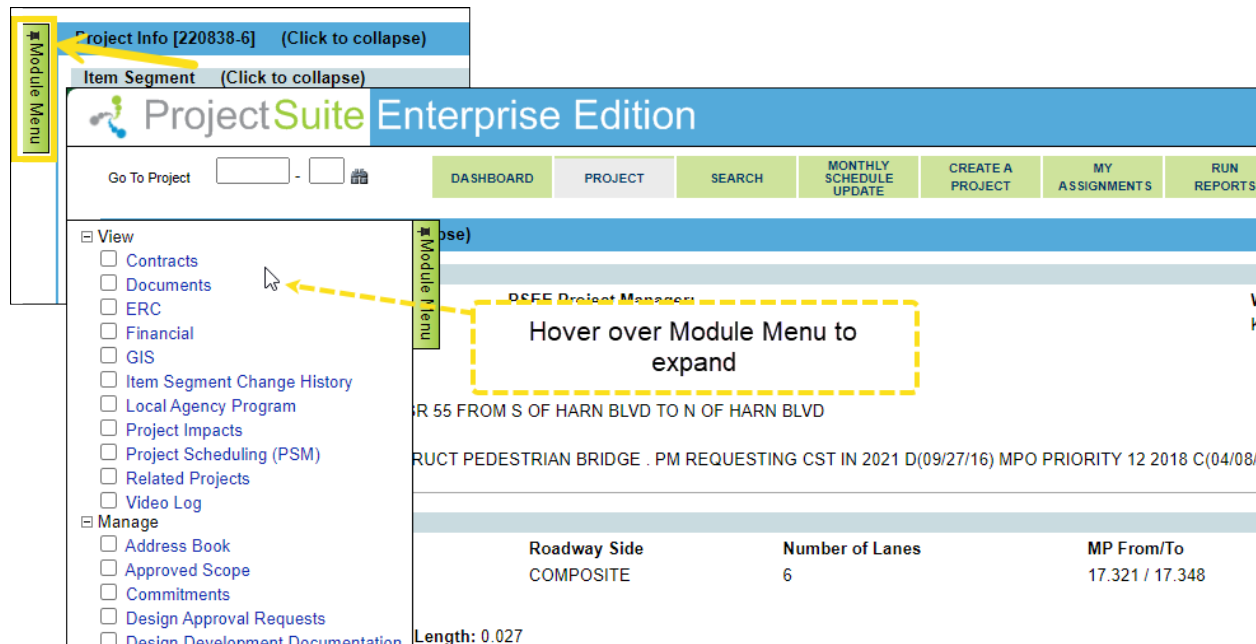 Module Menu
Project Info [220838-6] (Click to collapse)
Item Segment (Click to collapse)
ProjectSuite Enterprise Edition
Go To Project -
DASHBOARD
PROJECT
SEARCH
MONTHLY
SCHEDULE
UPDATE
CREATE A
PROJECT
MY
ASSIGNMENTS
RUN
REPORTS
View
Contracts
Documents
ERC
Financial
GIS
Item Segment Change History
Local Agency Program
Project Impacts
Project Scheduling (PSM)
Related Projects
Video Log
Manage
Address Book
Approved Scope
Commitments
Design Approval Requests
Design Development Documentation
Module Menu
pse)
PSEE Project Manager:
Hover over Module Menu to
expand
SR 55 FROM S OF HARN BLVD TO N OF HARN BLVD
RUCT PEDESTRIAN BRIDGE . PM REQUESTING CST IN 2021 D(09/27/16) MPO PRIORITY 12 2018 C(04/08/
Roadway Side
Number of Lanes
MP From/To
COMPOSITE
6
17.321 / 17.348
Length: 0.027